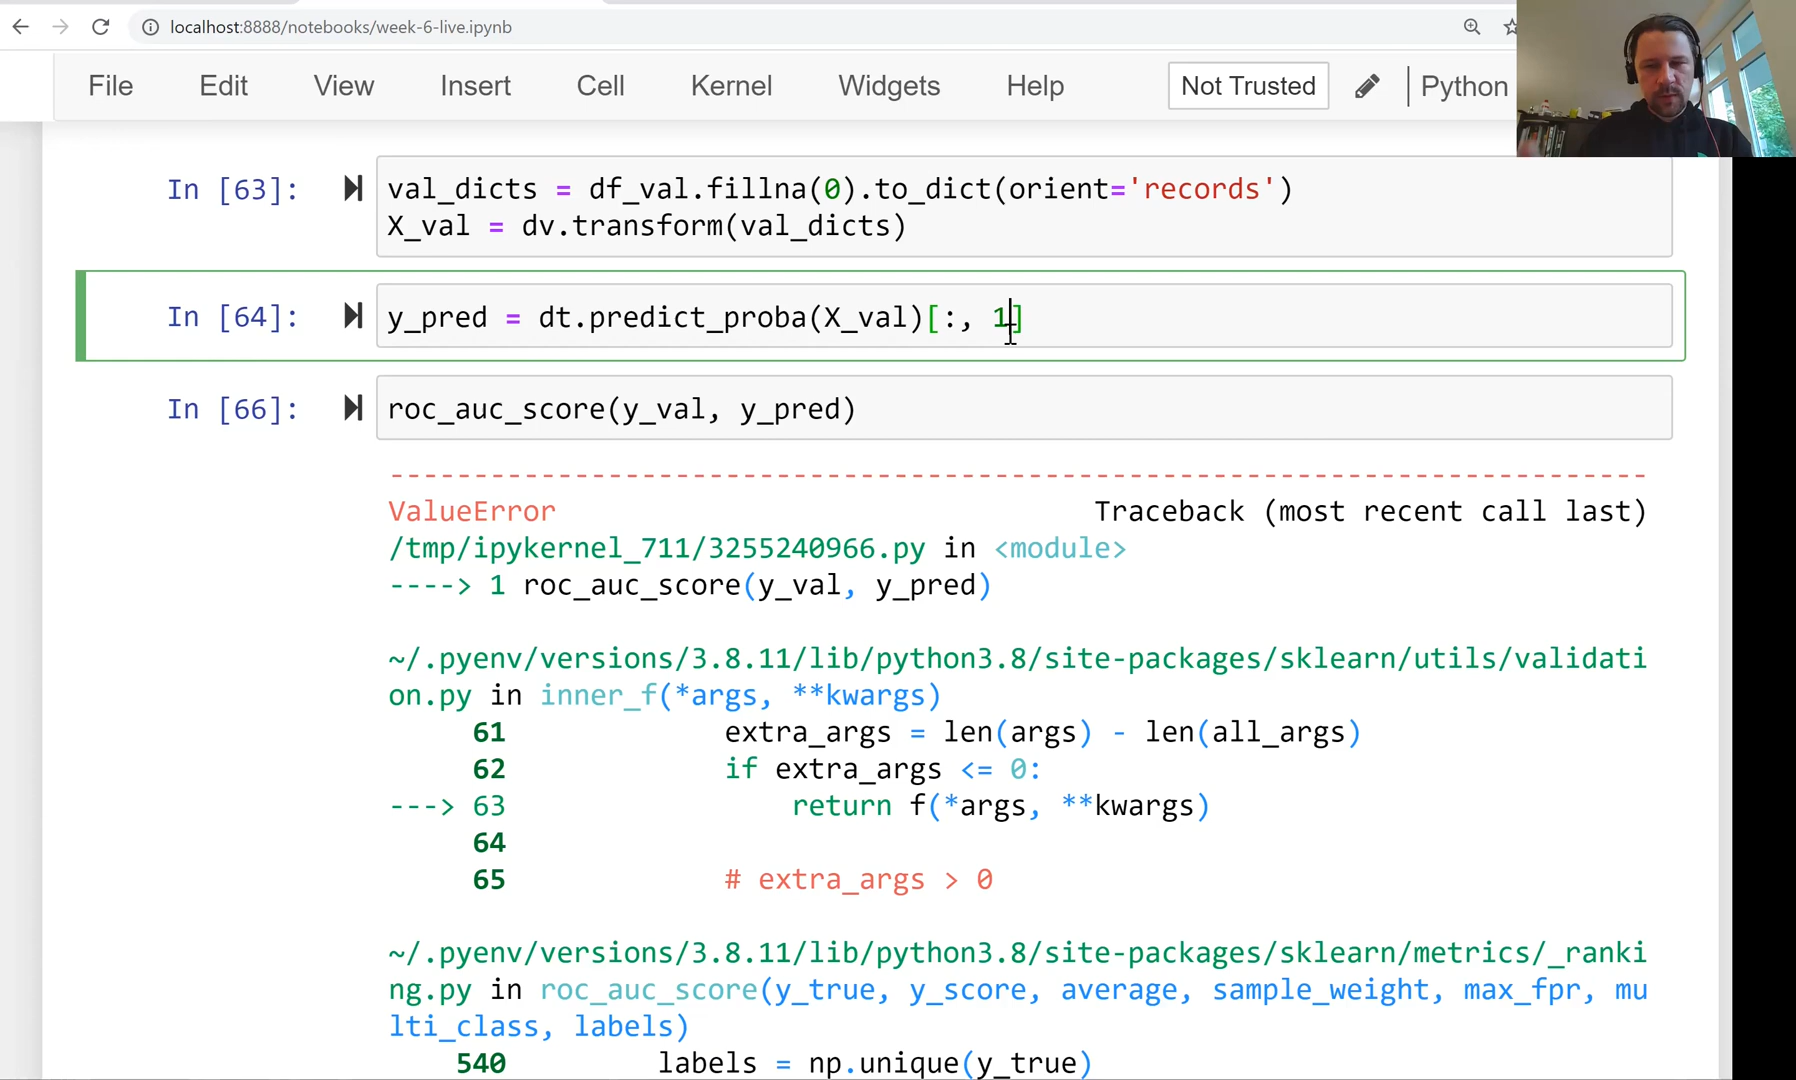 localhost:8888/notebooks/week-6-live.ipynb
File Edit View Insert Cell Kernel Widgets Help Not Trusted Python
In [63]: val_dicts = df_val.fillna(0).to_dict(orient='records')
X_val = dv.transform(val_dicts)
In [64]: y_pred = dt.predict_proba(X_val)[:, 1]
In [66]: roc_auc_score(y_val, y_pred)
---------------------------------------------------------------------------
ValueError Traceback (most recent call last)
/tmp/ipykernel_711/3255240966.py in <module>
----> 1 roc_auc_score(y_val, y_pred)
~/.pyenv/versions/3.8.11/lib/python3.8/site-packages/sklearn/utils/validati
on.py in inner_f(*args, **kwargs)
61 extra_args = len(args) - len(all_args)
62 if extra_args <= 0:
---> 63 return f(*args, **kwargs)
64
65 # extra_args > 0
~/.pyenv/versions/3.8.11/lib/python3.8/site-packages/sklearn/metrics/_ranki
ng.py in roc_auc_score(y_true, y_score, average, sample_weight, max_fpr, mu
lti_class, labels)
540 labels = np.unique(y_true)